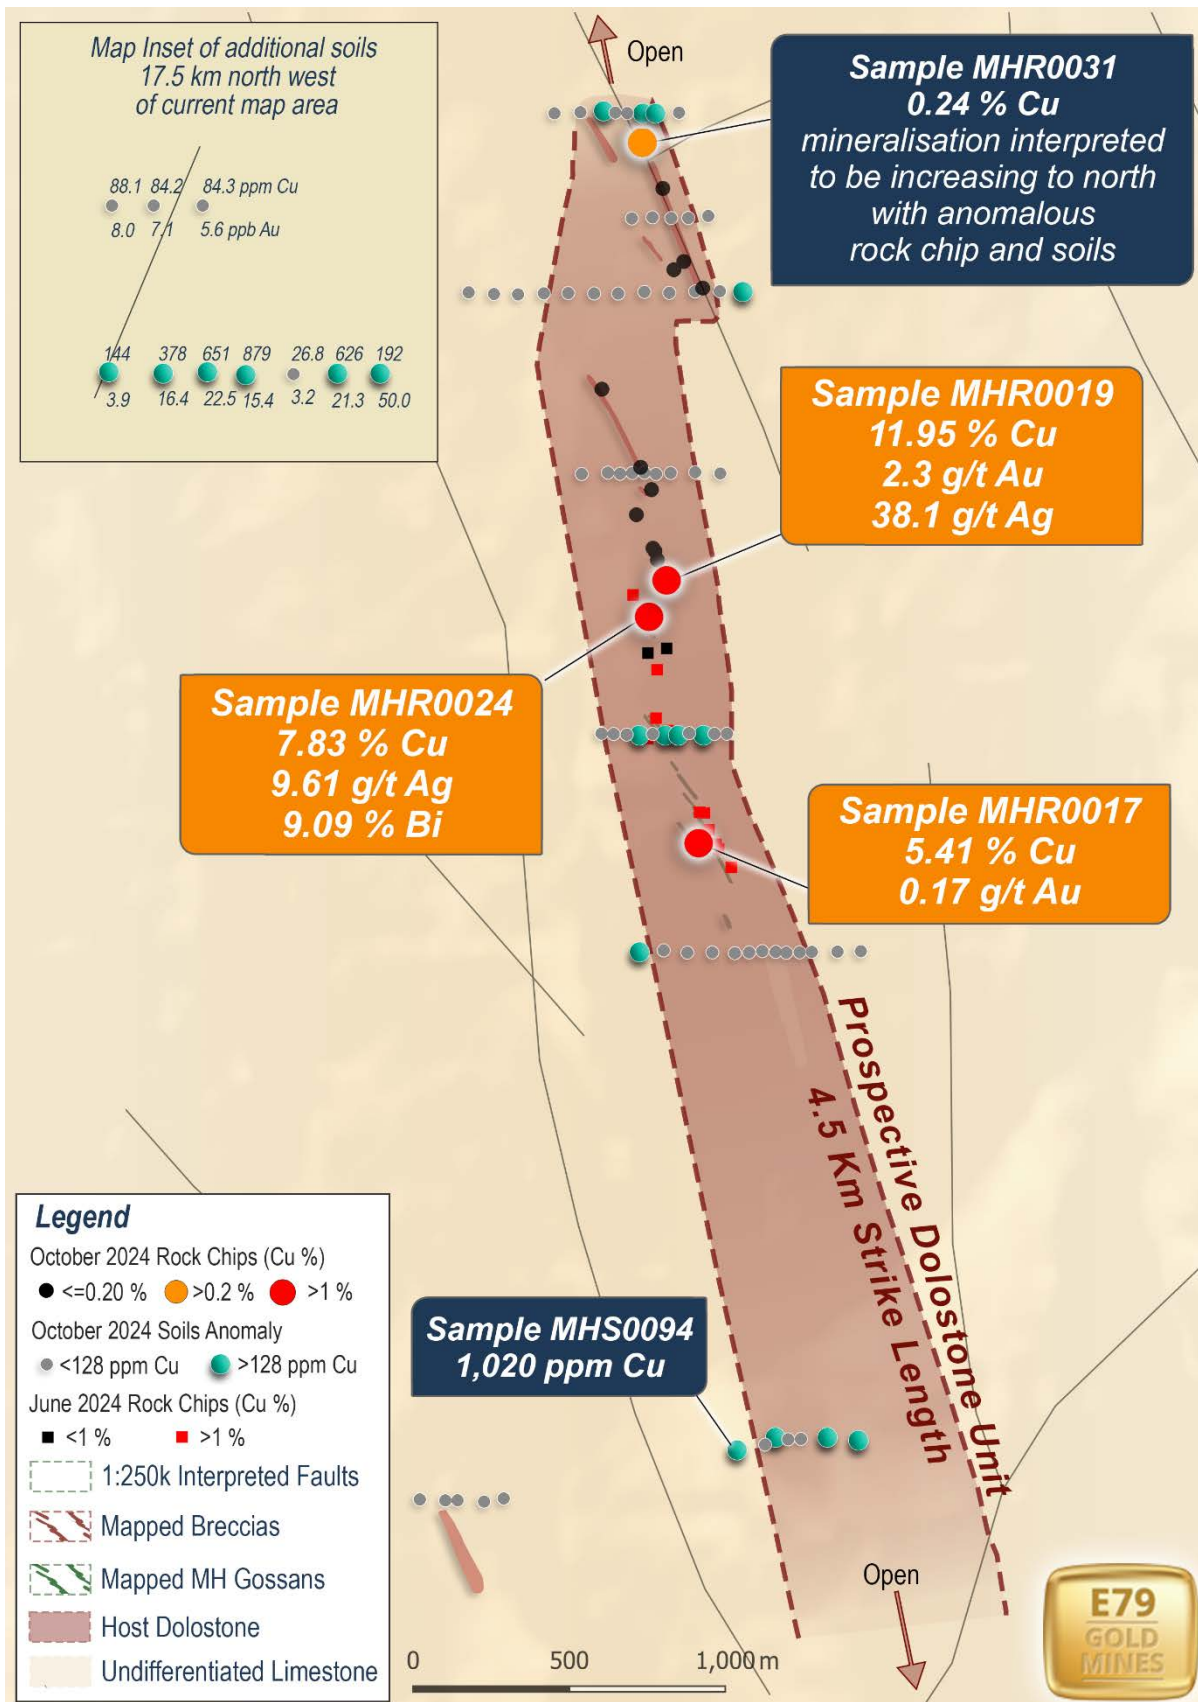 Map Inset of additional soils
17.5 km north west
of current map area
88.1 84.2 84.3 ppm Cu
8.0 7.1 5.6 ppb Au
144 378 651 879 26.8 626 192
3.9 16.4 22.5 15.4 3.2 21.3 50.0
Open
Sample MHR0031
0.24 % Cu
mineralisation interpreted
to be increasing to north
with anomalous
rock chip and soils
Sample MHR0019
11.95 % Cu
2.3 g/t Au
38.1 g/t Ag
Sample MHR0024
7.83 % Cu
9.61 g/t Ag
9.09 % Bi
Sample MHR0017
5.41 % Cu
0.17 g/t Au
Prospective Dolostone Unit
4.5 Km Strike Length
Sample MHS0094
1,020 ppm Cu
Legend
October 2024 Rock Chips (Cu %)
<=0.20 % >0.2 % >1 %
October 2024 Soils Anomaly
<128 ppm Cu >128 ppm Cu
June 2024 Rock Chips (Cu %)
<1 % >1 %
1:250k Interpreted Faults
Mapped Breccias
Mapped MH Gossans
Host Dolostone
Undifferentiated Limestone
0 500 1,000 m
Open
E79
GOLD
MINES